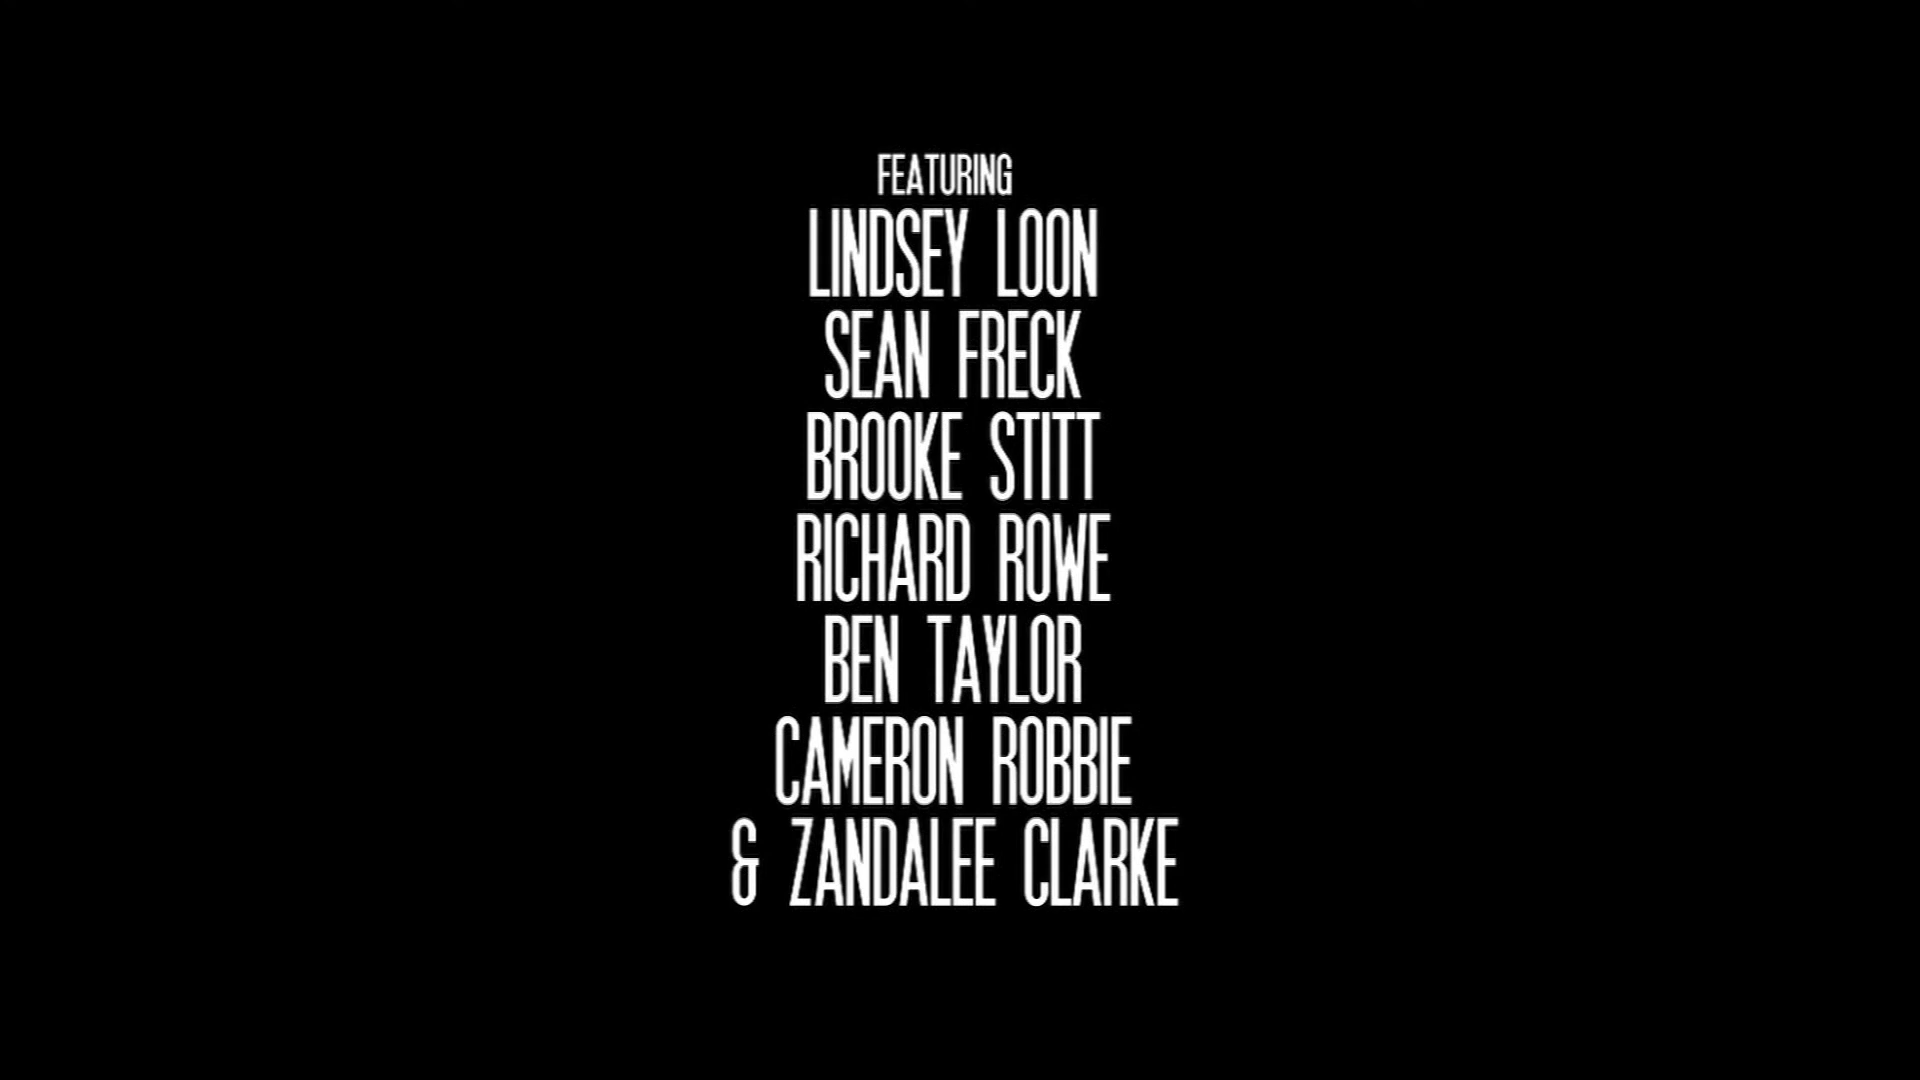 FEATURING
LINDSEY LOON
SEAN FRECK
BROOKE STITT
RICHARD ROWE
BEN TAYLOR
CAMERON ROBBIE
& ZANDALEE CLARKE